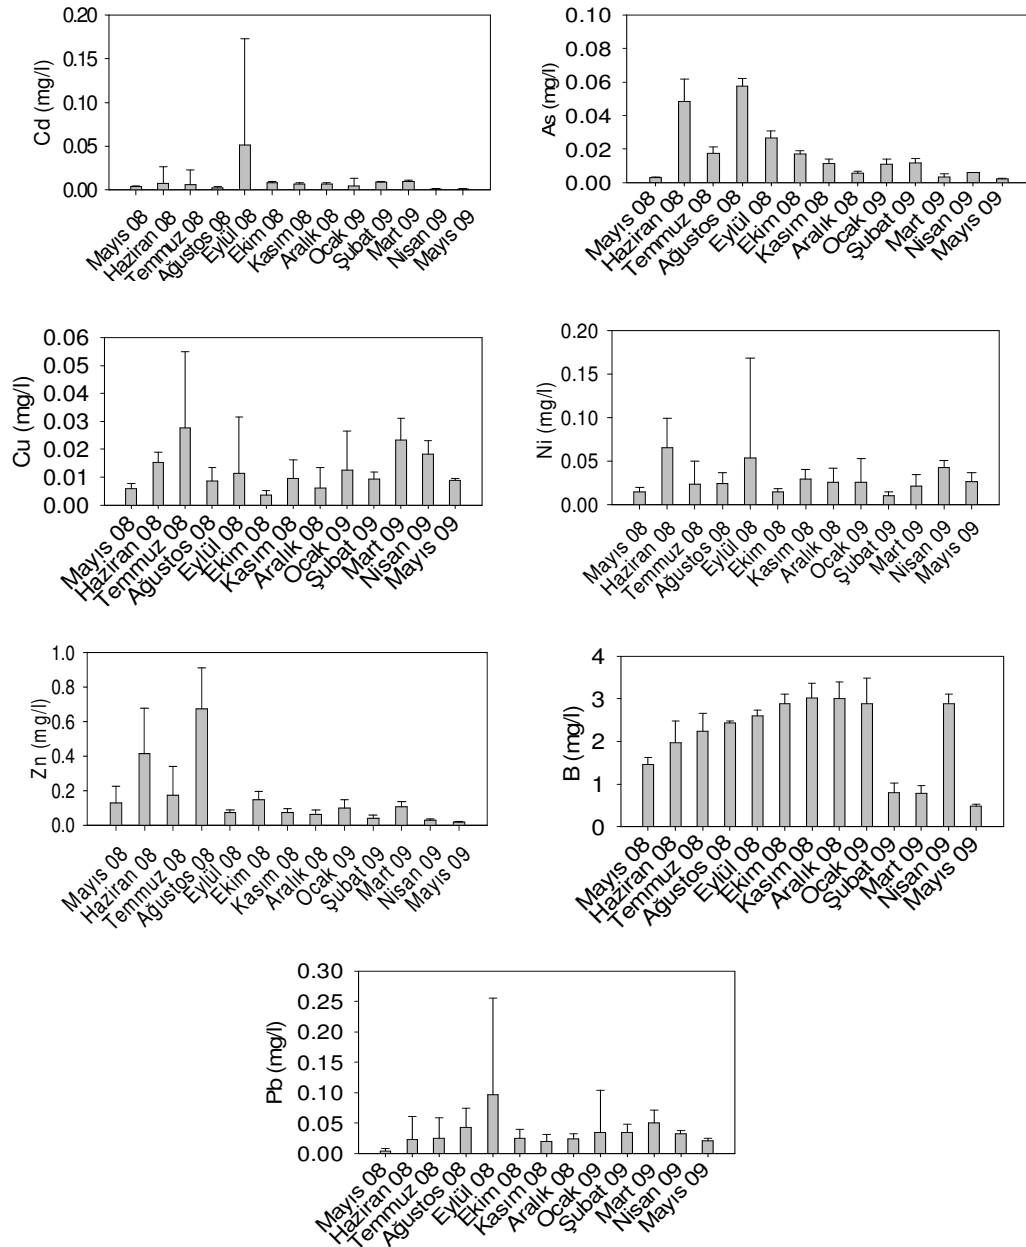 Cd (mg/l)
0.20
0.15
0.10
0.05
0.00
Mayıs 08
Haziran 08
Temmuz 08
Ağustos 08
Eylül 08
Ekim 08
Kasım 08
Aralık 08
Ocak 09
Şubat 09
Mart 09
Nisan 09
Mayıs 09
As (mg/l)
0.10
0.08
0.06
0.04
0.02
0.00
Mayıs 08
Haziran 08
Temmuz 08
Ağustos 08
Eylül 08
Ekim 08
Kasım 08
Aralık 08
Ocak 09
Şubat 09
Mart 09
Nisan 09
Mayıs 09
Cu (mg/l)
0.06
0.05
0.04
0.03
0.02
0.01
0.00
Mayıs 08
Haziran 08
Temmuz 08
Ağustos 08
Eylül 08
Ekim 08
Kasım 08
Aralık 08
Ocak 09
Şubat 09
Mart 09
Nisan 09
Mayıs 09
Ni (mg/l)
0.20
0.15
0.10
0.05
0.00
Mayıs 08
Haziran 08
Temmuz 08
Ağustos 08
Eylül 08
Ekim 08
Kasım 08
Aralık 08
Ocak 09
Şubat 09
Mart 09
Nisan 09
Mayıs 09
Zn (mg/l)
1.0
0.8
0.6
0.4
0.2
0.0
Mayıs 08
Haziran 08
Temmuz 08
Ağustos 08
Eylül 08
Ekim 08
Kasım 08
Aralık 08
Ocak 09
Şubat 09
Mart 09
Nisan 09
Mayıs 09
B (mg/l)
4
3
2
1
0
Mayıs 08
Haziran 08
Temmuz 08
Ağustos 08
Eylül 08
Ekim 08
Kasım 08
Aralık 08
Ocak 09
Şubat 09
Mart 09
Nisan 09
Mayıs 09
Pb (mg/l)
0.30
0.25
0.20
0.15
0.10
0.05
0.00
Mayıs 08
Haziran 08
Temmuz 08
Ağustos 08
Eylül 08
Ekim 08
Kasım 08
Aralık 08
Ocak 09
Şubat 09
Mart 09
Nisan 09
Mayıs 09